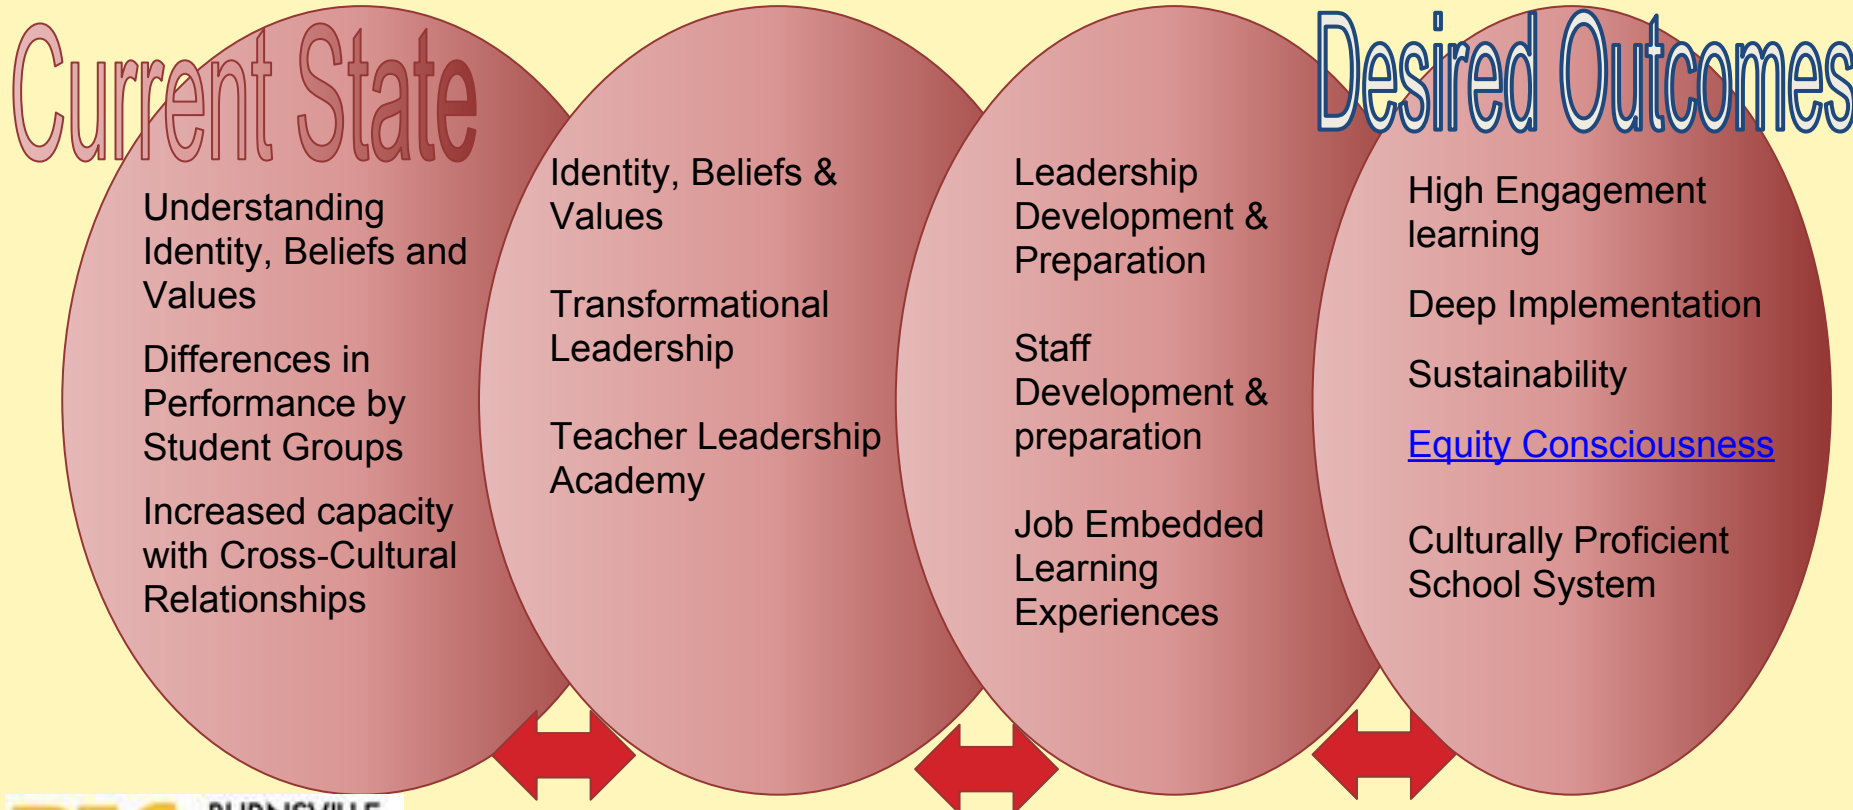 Current State
Desired Outcomes
Understanding
Identity, Beliefs and
Values
Differences in
Performance by
Student Groups
Increased capacity
with Cross-Cultural
Relationships
Identity, Beliefs &
Values
Transformational
Leadership
Teacher Leadership
Academy
Leadership
Development &
Preparation
Staff
Development &
preparation
Job Embedded
Learning
Experiences
High Engagement
learning
Deep Implementation
Sustainability
Equity Consciousness
Culturally Proficient
School System
BURNSVILLE